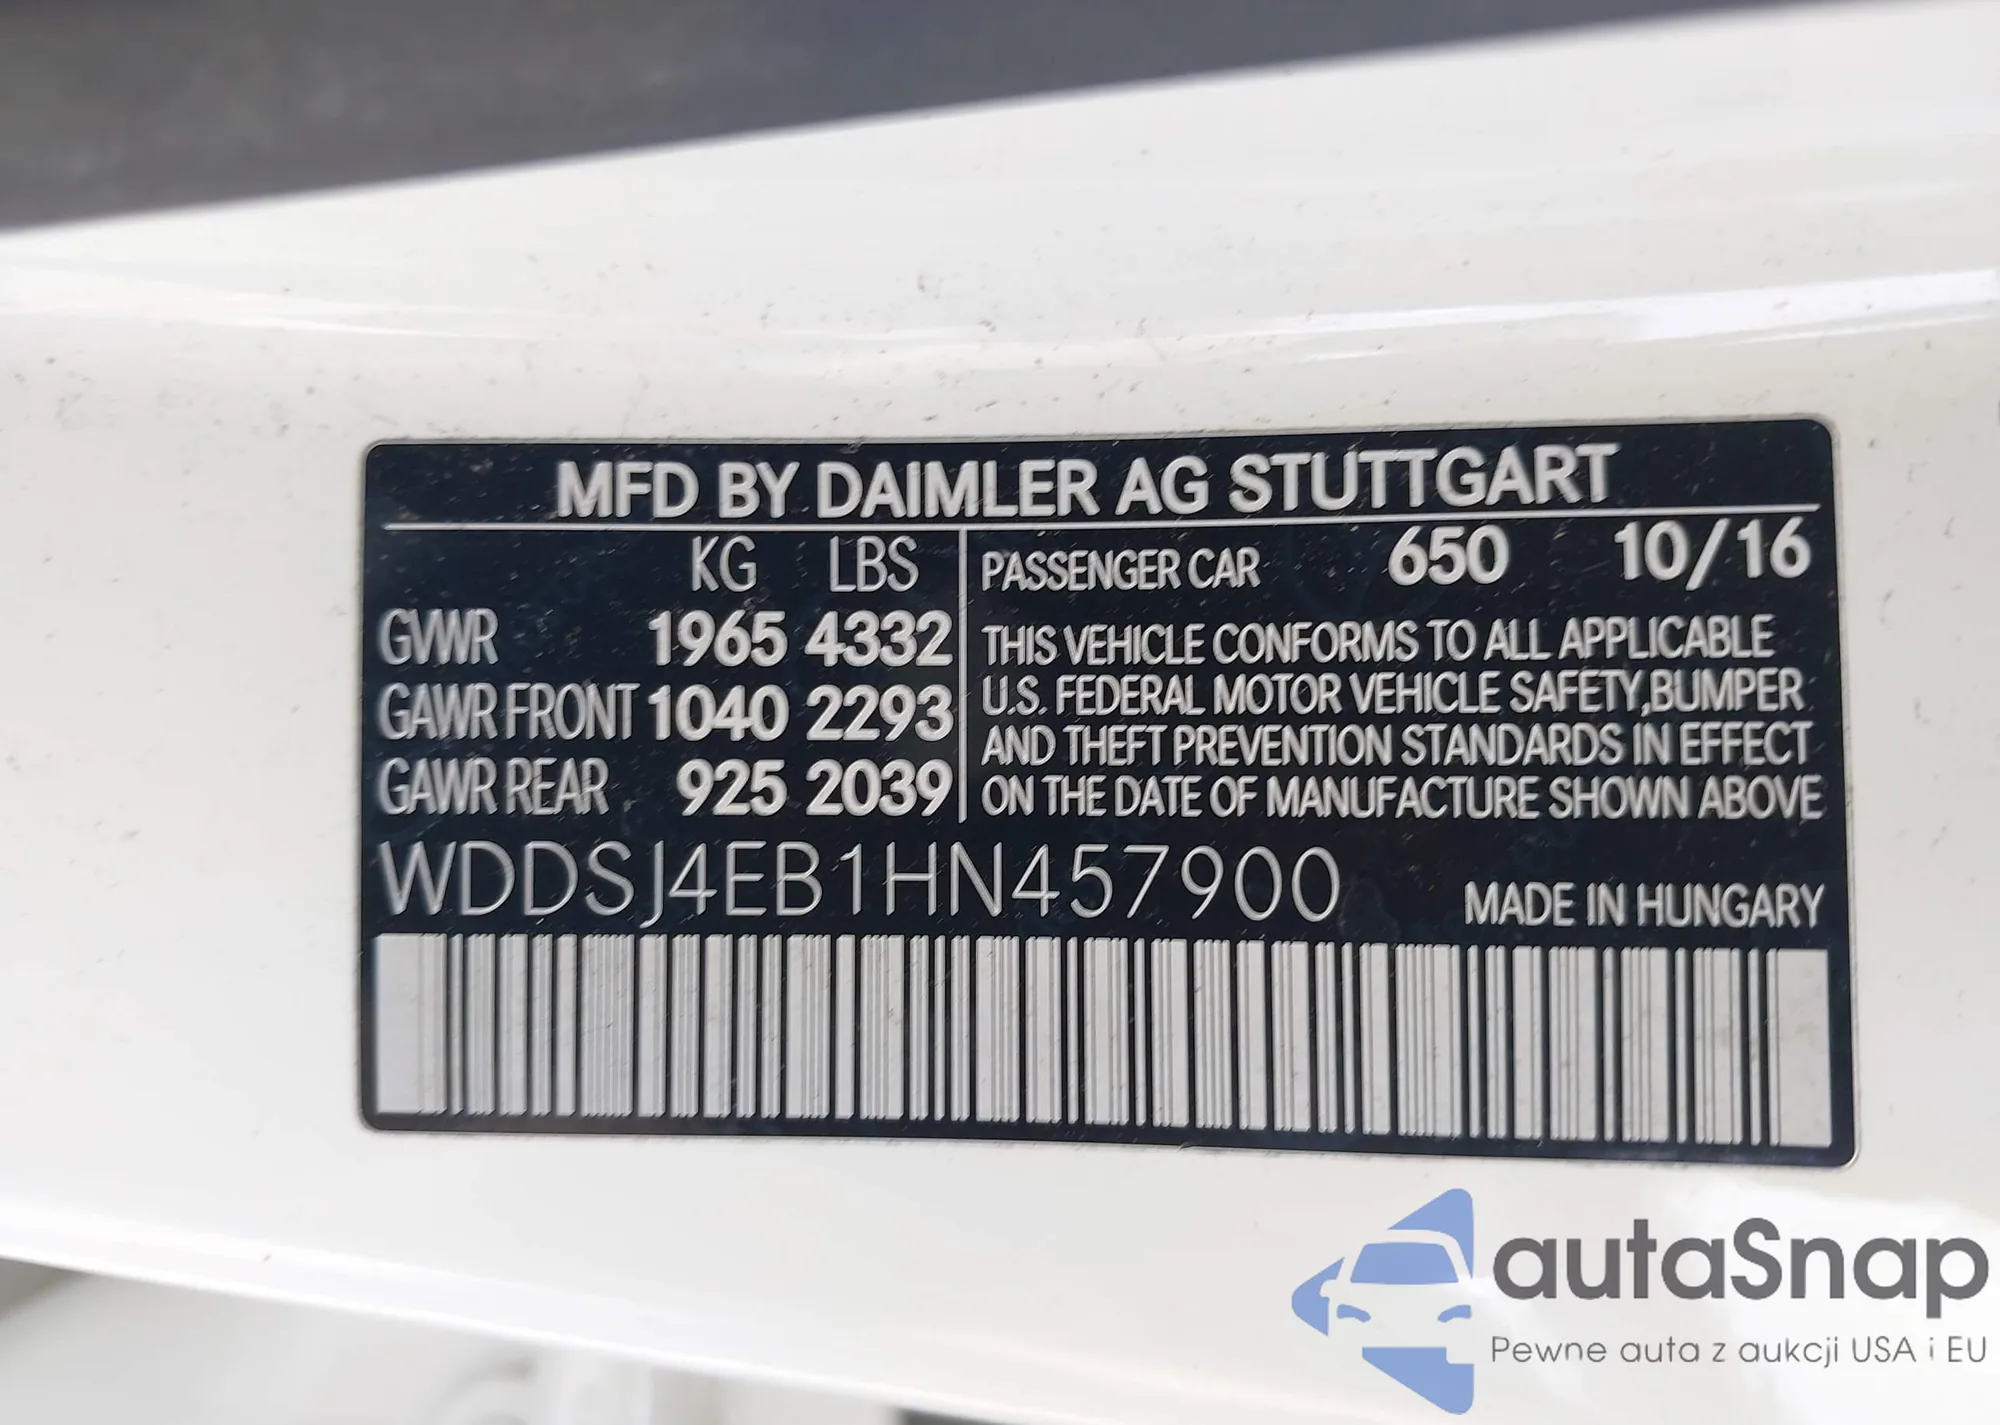 MFD BY DAIMLER AG STUTTGART
KG LBS
GVWR 1965 4332
GAWR FRONT 1040 2293
GAWR REAR 925 2039
PASSENGER CAR 650 10/16
THIS VEHICLE CONFORMS TO ALL APPLICABLE
U.S. FEDERAL MOTOR VEHICLE SAFETY,BUMPER
AND THEFT PREVENTION STANDARDS IN EFFECT
ON THE DATE OF MANUFACTURE SHOWN ABOVE
WDDSJ4EB1HN457900
MADE IN HUNGARY
autaSnap
Pewne auta z aukcji USA i EU